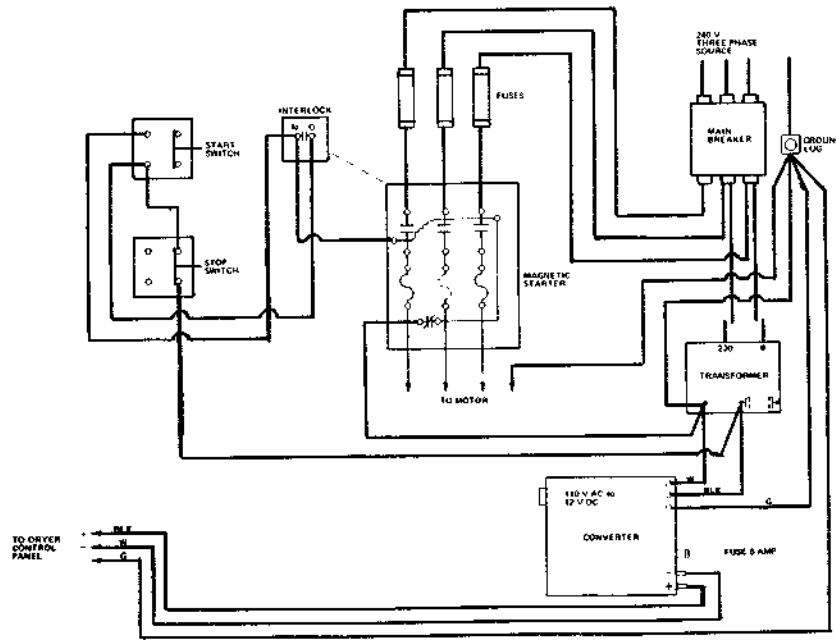 240 V
THREE PHASE
SOURCE
FUSES
INTERLOCK
START
SWITCH
MAIN
BREAKER
GROUN
LUG
STOP
SWITCH
MAGNETIC
STARTER
TO MOTOR
230
TRANSFORMER
W
BLK
G
110 V AC to
12 V DC
CONVERTER
FUSE 5 AMP
TO DRYER
CONTROL
PANEL
+ BLK
- W
G
-
+